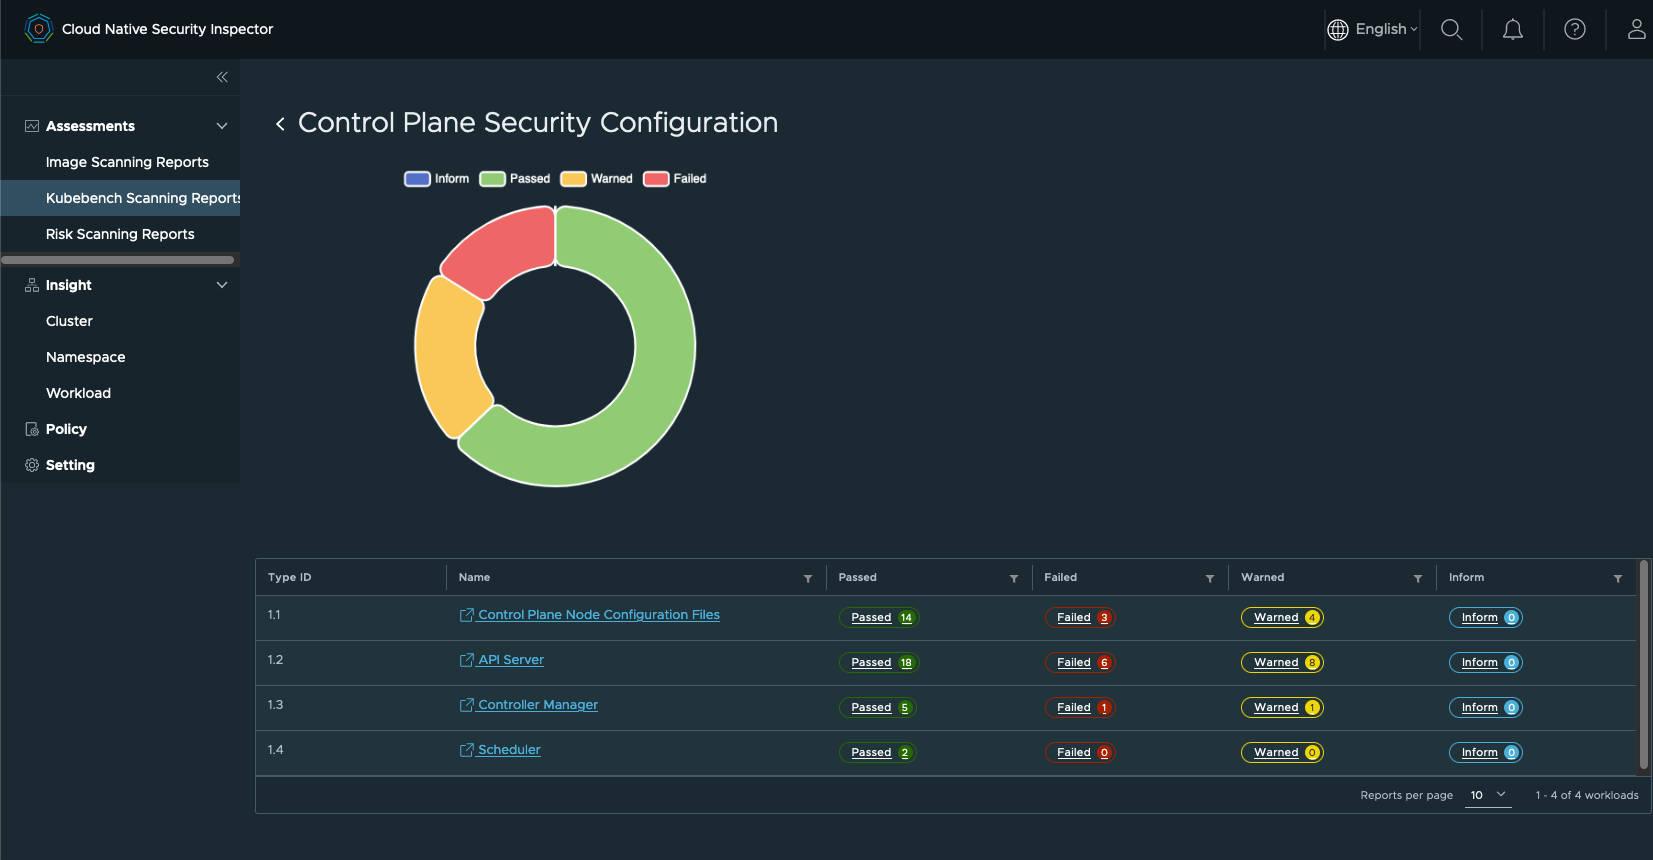 Cloud Native Security Inspector
English
Assessments
Image Scanning Reports
Kubebench Scanning Reports
Risk Scanning Reports
Insight
Cluster
Namespace
Workload
Policy
Setting
Control Plane Security Configuration
Inform Passed Warned Failed
Type ID Name Passed Failed Warned Inform
1.1 Control Plane Node Configuration Files Passed 14 Failed 3 Warned 4 Inform 0
1.2 API Server Passed 18 Failed 6 Warned 8 Inform 0
1.3 Controller Manager Passed 5 Failed 1 Warned 1 Inform 0
1.4 Scheduler Passed 2 Failed 0 Warned 0 Inform 0
Reports per page 10 1 - 4 of 4 workloads